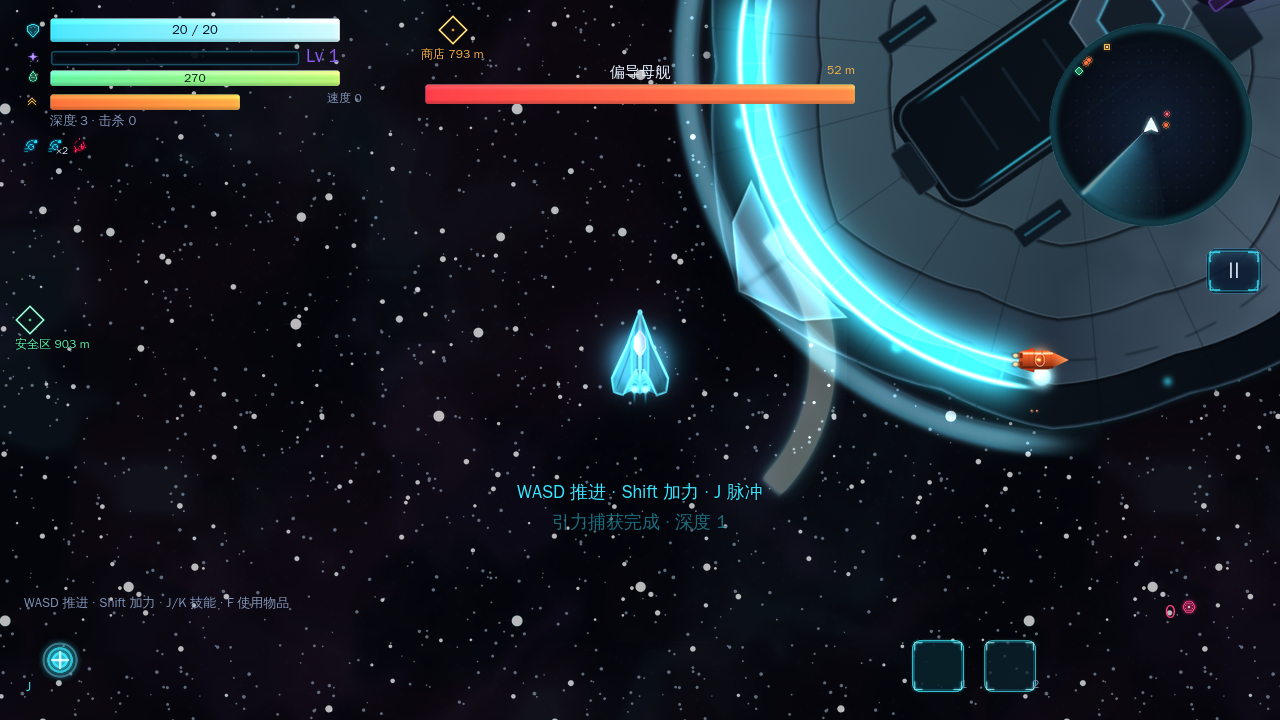 20 / 20
Lv. 1
270
速度 0
深度 3 · 击杀 0
×2
商店 793 m
偏导母舰
52 m
安全区 903 m
WASD 推进 · Shift 加力 · J 脉冲
引力捕获完成 · 深度 1
WASD 推进 · Shift 加力 · J/K 技能 · F 使用物品
J